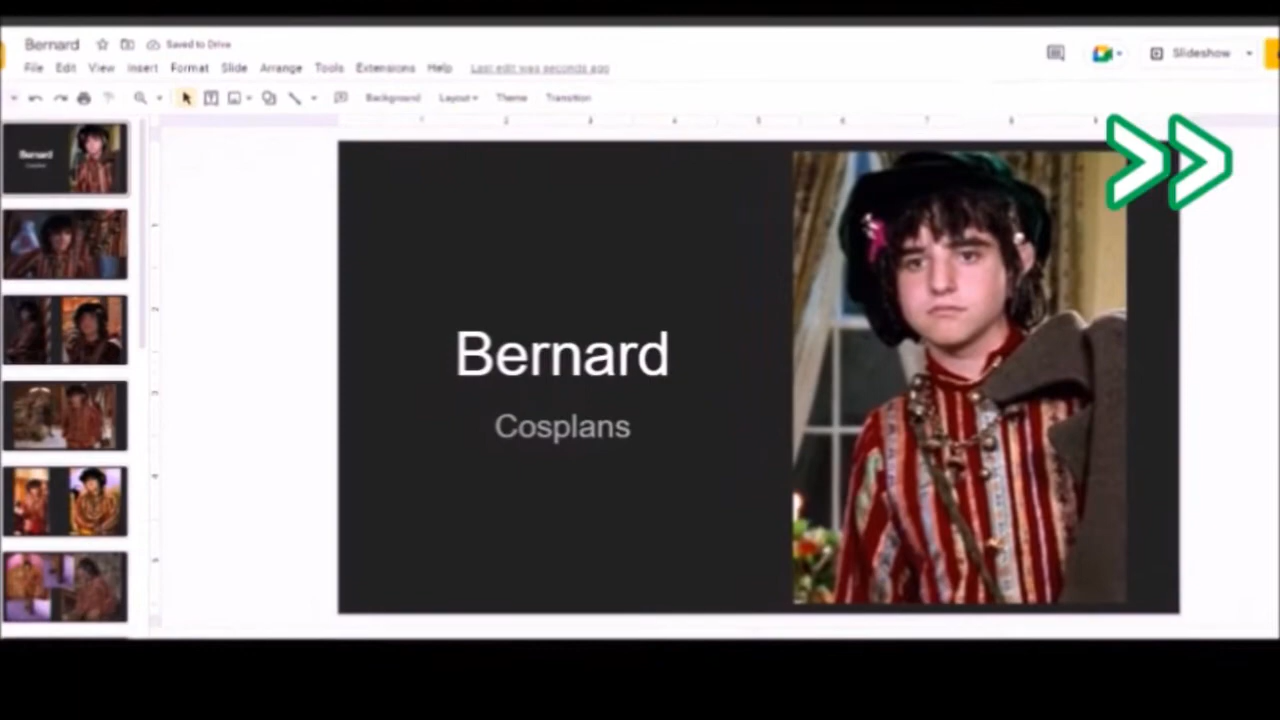 Bernard
Saved to Drive
File Edit View Insert Format Slide Arrange Tools Extensions Help Last edit was seconds ago
Slideshow
Background Layout Theme Transition
Bernard
Bernard
Cosplans